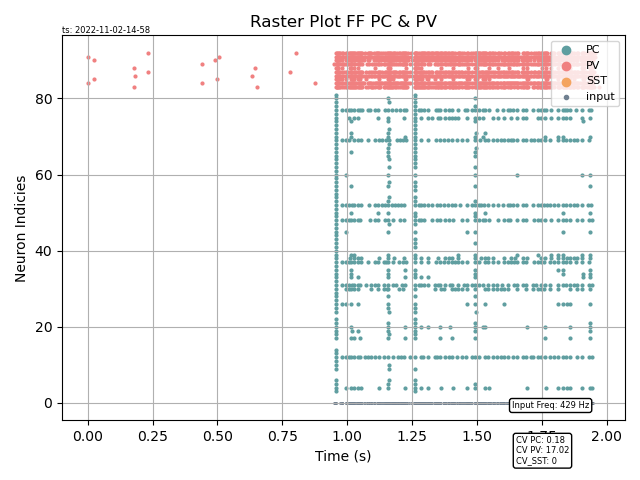 Raster Plot FF PC & PV
ts: 2022-11-02-14-58
PC
PV
SST
input
Neuron Indicies
80
60
40
20
0
Input Freq: 429 Hz
0.00 0.25 0.50 0.75 1.00 1.25 1.50 1.75 2.00
Time (s)
CV PC: 0.18
CV PV: 17.02
CV_SST: 0